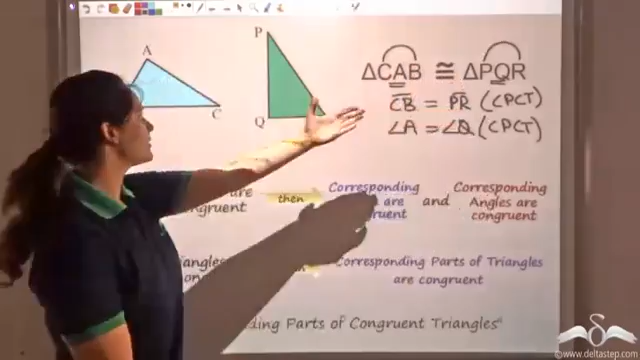 A
C
P
Q
ΔCAB ≅ ΔPQR
CB = PR (CPCT)
∠A = ∠Q (CPCT)
are
congruent
then
Corresponding
are
and
Corresponding
Angles are
congruent
Corresponding Parts of Triangles
are congruent
Parts of Congruent Triangles"
©www.deltastep.com